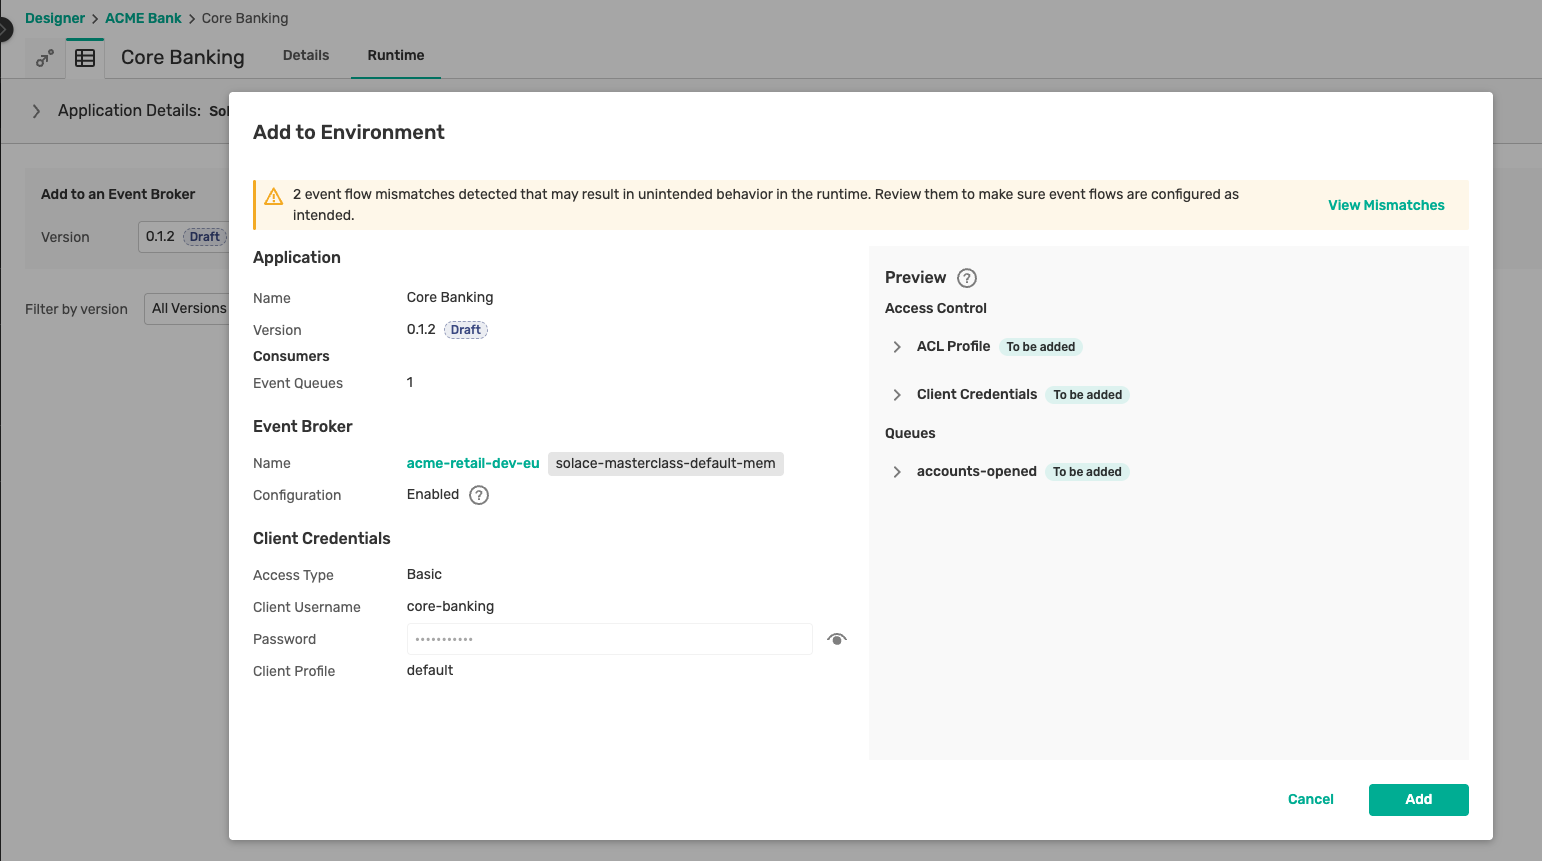 Designer > ACME Bank > Core Banking
Core Banking Details Runtime
Application Details:
Add to Environment
2 event flow mismatches detected that may result in unintended behavior in the runtime. Review them to make sure event flows are configured as
intended.
View Mismatches
Add to an Event Broker
Version 0.1.2 Draft
Filter by version All Versions
Application
Name Core Banking
Version 0.1.2 Draft
Consumers
Event Queues 1
Event Broker
Name acme-retail-dev-eu solace-masterclass-default-mem
Configuration Enabled ?
Client Credentials
Access Type Basic
Client Username core-banking
Password •••••••••••
Client Profile default
Preview ?
Access Control
ACL Profile To be added
Client Credentials To be added
Queues
accounts-opened To be added
Cancel Add